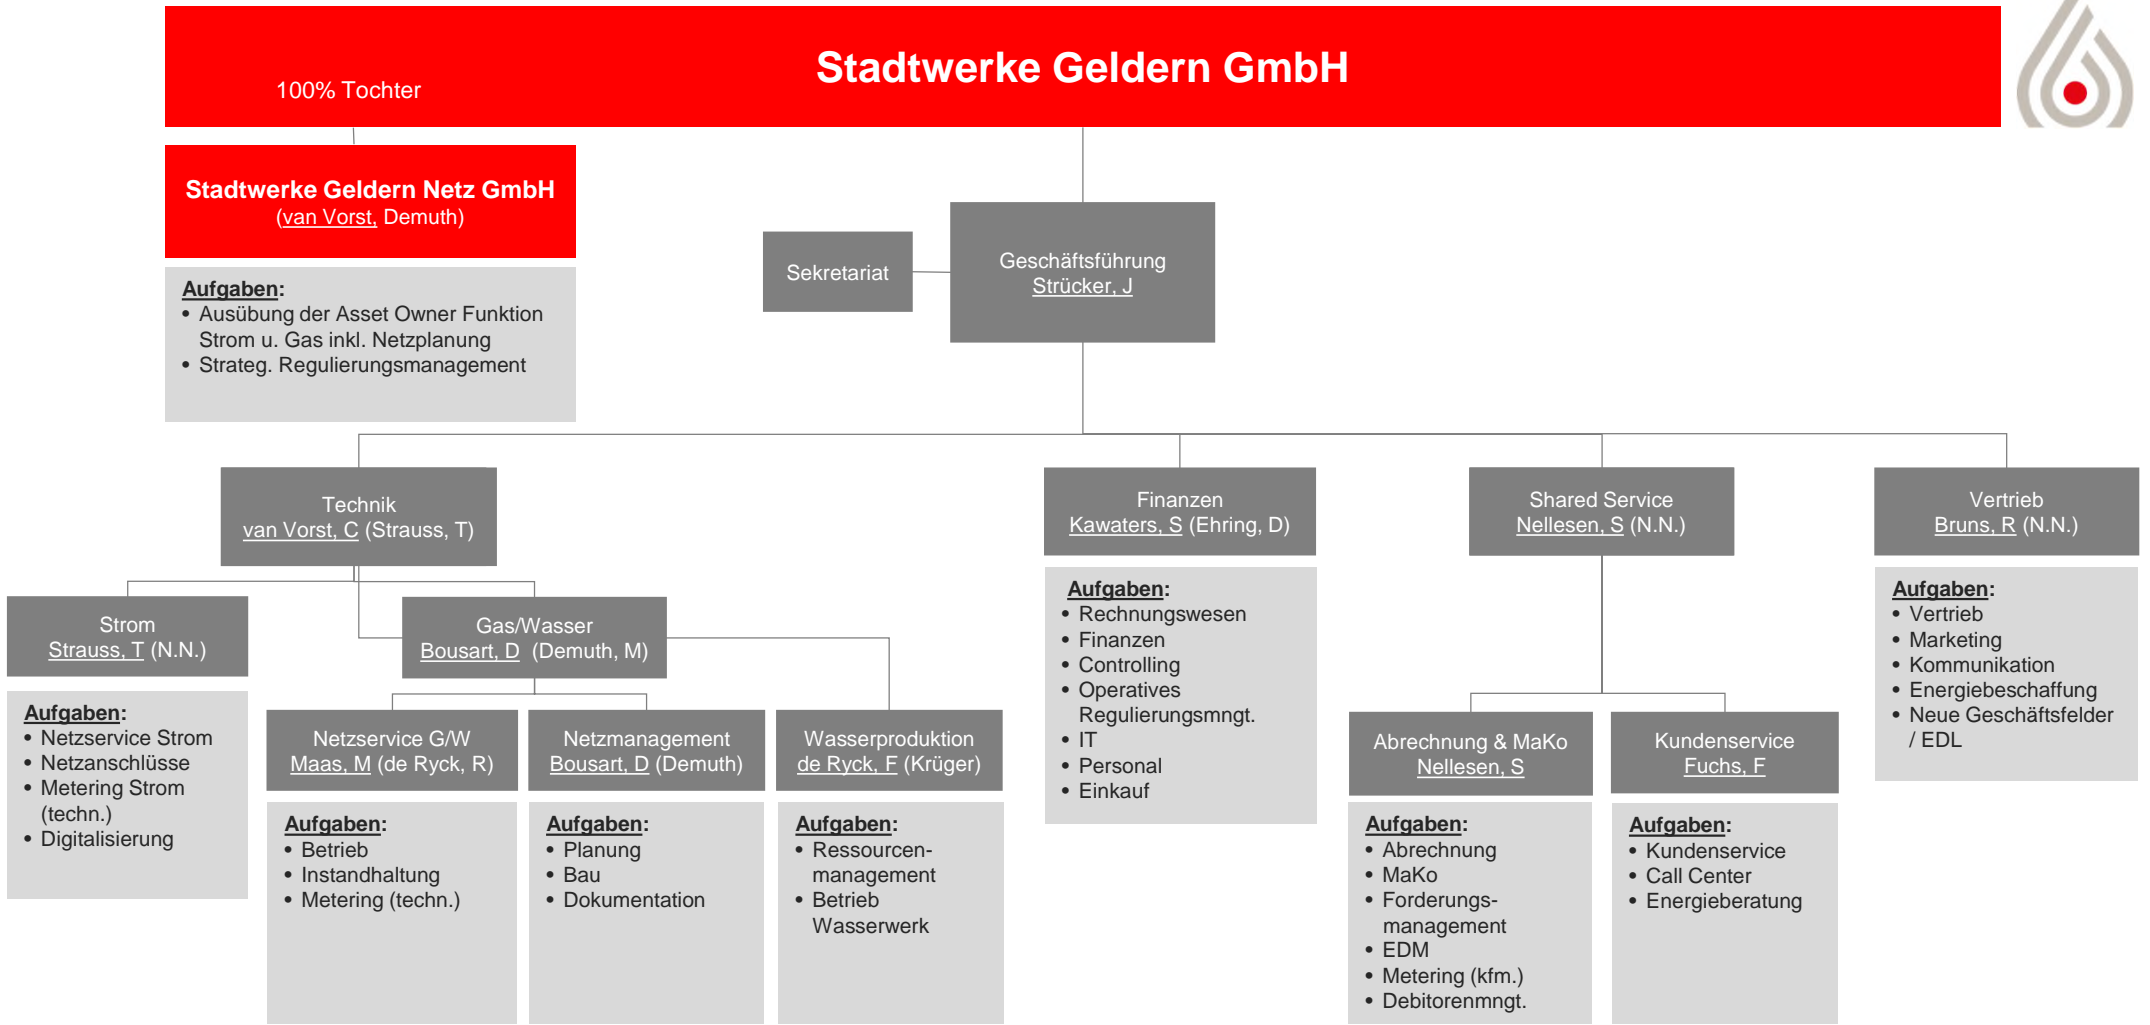 Stadtwerke Geldern GmbH
100% Tochter
Stadtwerke Geldern Netz GmbH
(van Vorst, Demuth)
Aufgaben:
• Ausübung der Asset Owner Funktion
Strom u. Gas inkl. Netzplanung
• Strateg. Regulierungsmanagement
Sekretariat
Geschäftsführung
Strücker, J
Technik
van Vorst, C (Strauss, T)
Finanzen
Kawaters, S (Ehring, D)
Shared Service
Nellesen, S (N.N.)
Vertrieb
Bruns, R (N.N.)
Strom
Strauss, T (N.N.)
Aufgaben:
• Netzservice Strom
• Netzanschlüsse
• Metering Strom
(techn.)
• Digitalisierung
Gas/Wasser
Bousart, D  (Demuth, M)
Netzservice G/W
Maas, M (de Ryck, R)
Aufgaben:
• Betrieb
• Instandhaltung
• Metering (techn.)
Netzmanagement
Bousart, D (Demuth)
Aufgaben:
• Planung
• Bau
• Dokumentation
Wasserproduktion
de Ryck, F (Krüger)
Aufgaben:
• Ressourcen-
management
• Betrieb
Wasserwerk
Aufgaben:
• Rechnungswesen
• Finanzen
• Controlling
• Operatives
Regulierungsmngt.
• IT
• Personal
• Einkauf
Abrechnung & MaKo
Nellesen, S
Aufgaben:
• Abrechnung
• MaKo
• Forderungs-
management
• EDM
• Metering (kfm.)
• Debitorenmngt.
Kundenservice
Fuchs, F
Aufgaben:
• Kundenservice
• Call Center
• Energieberatung
Aufgaben:
• Vertrieb
• Marketing
• Kommunikation
• Energiebeschaffung
• Neue Geschäftsfelder
/ EDL